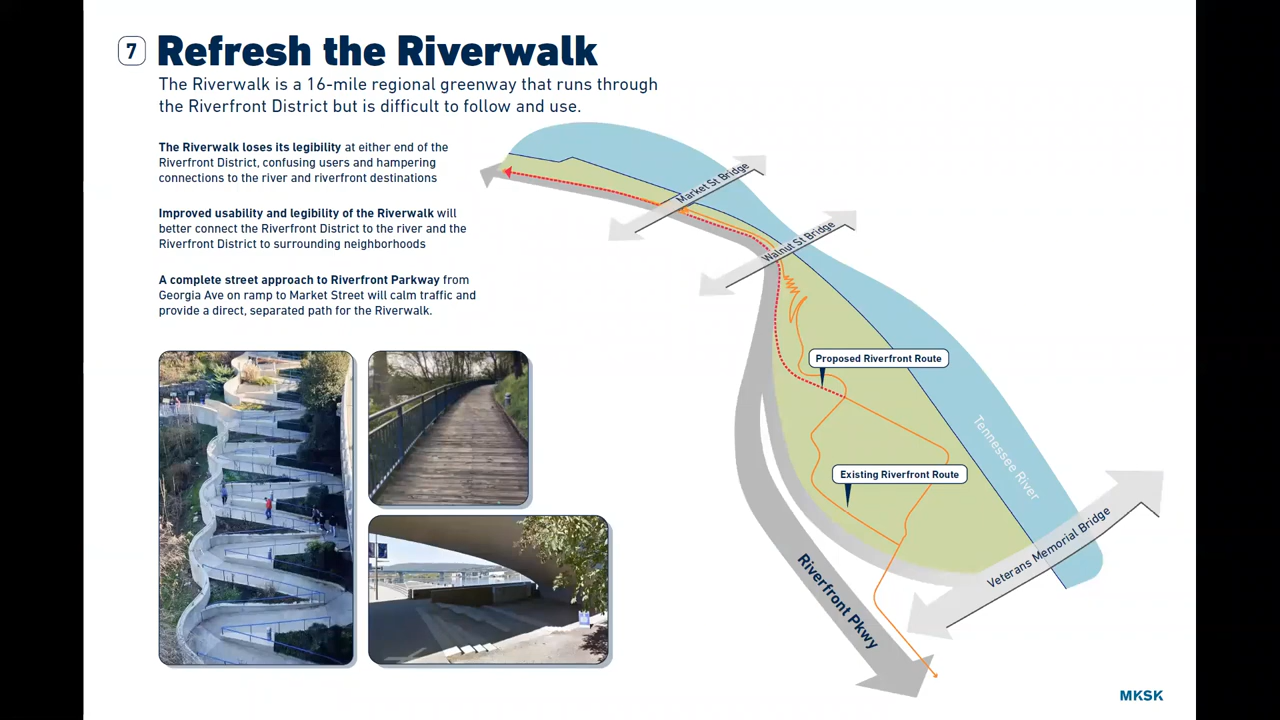 7 Refresh the Riverwalk
The Riverwalk is a 16-mile regional greenway that runs through
the Riverfront District but is difficult to follow and use.
The Riverwalk loses its legibility at either end of the
Riverfront District, confusing users and hampering
connections to the river and riverfront destinations
Improved usability and legibility of the Riverwalk will
better connect the Riverfront District to the river and the
Riverfront District to surrounding neighborhoods
A complete street approach to Riverfront Parkway from
Georgia Ave on ramp to Market Street will calm traffic and
provide a direct, separated path for the Riverwalk.
Market St Bridge
Walnut St Bridge
Proposed Riverfront Route
Existing Riverfront Route
Tennessee River
Veterans Memorial Bridge
Riverfront Pkwy
MKSK